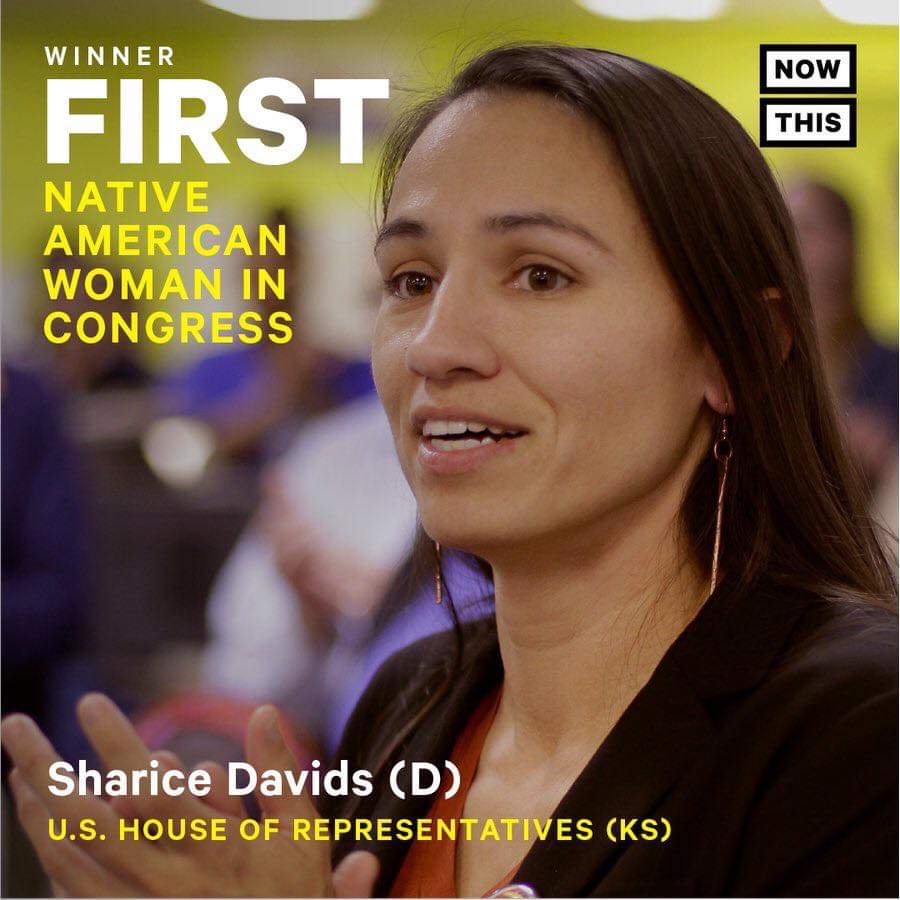 WINNER
FIRST
NATIVE
AMERICAN
WOMAN IN
CONGRESS
NOW
THIS
Sharice Davids (D)
U.S. HOUSE OF REPRESENTATIVES (KS)